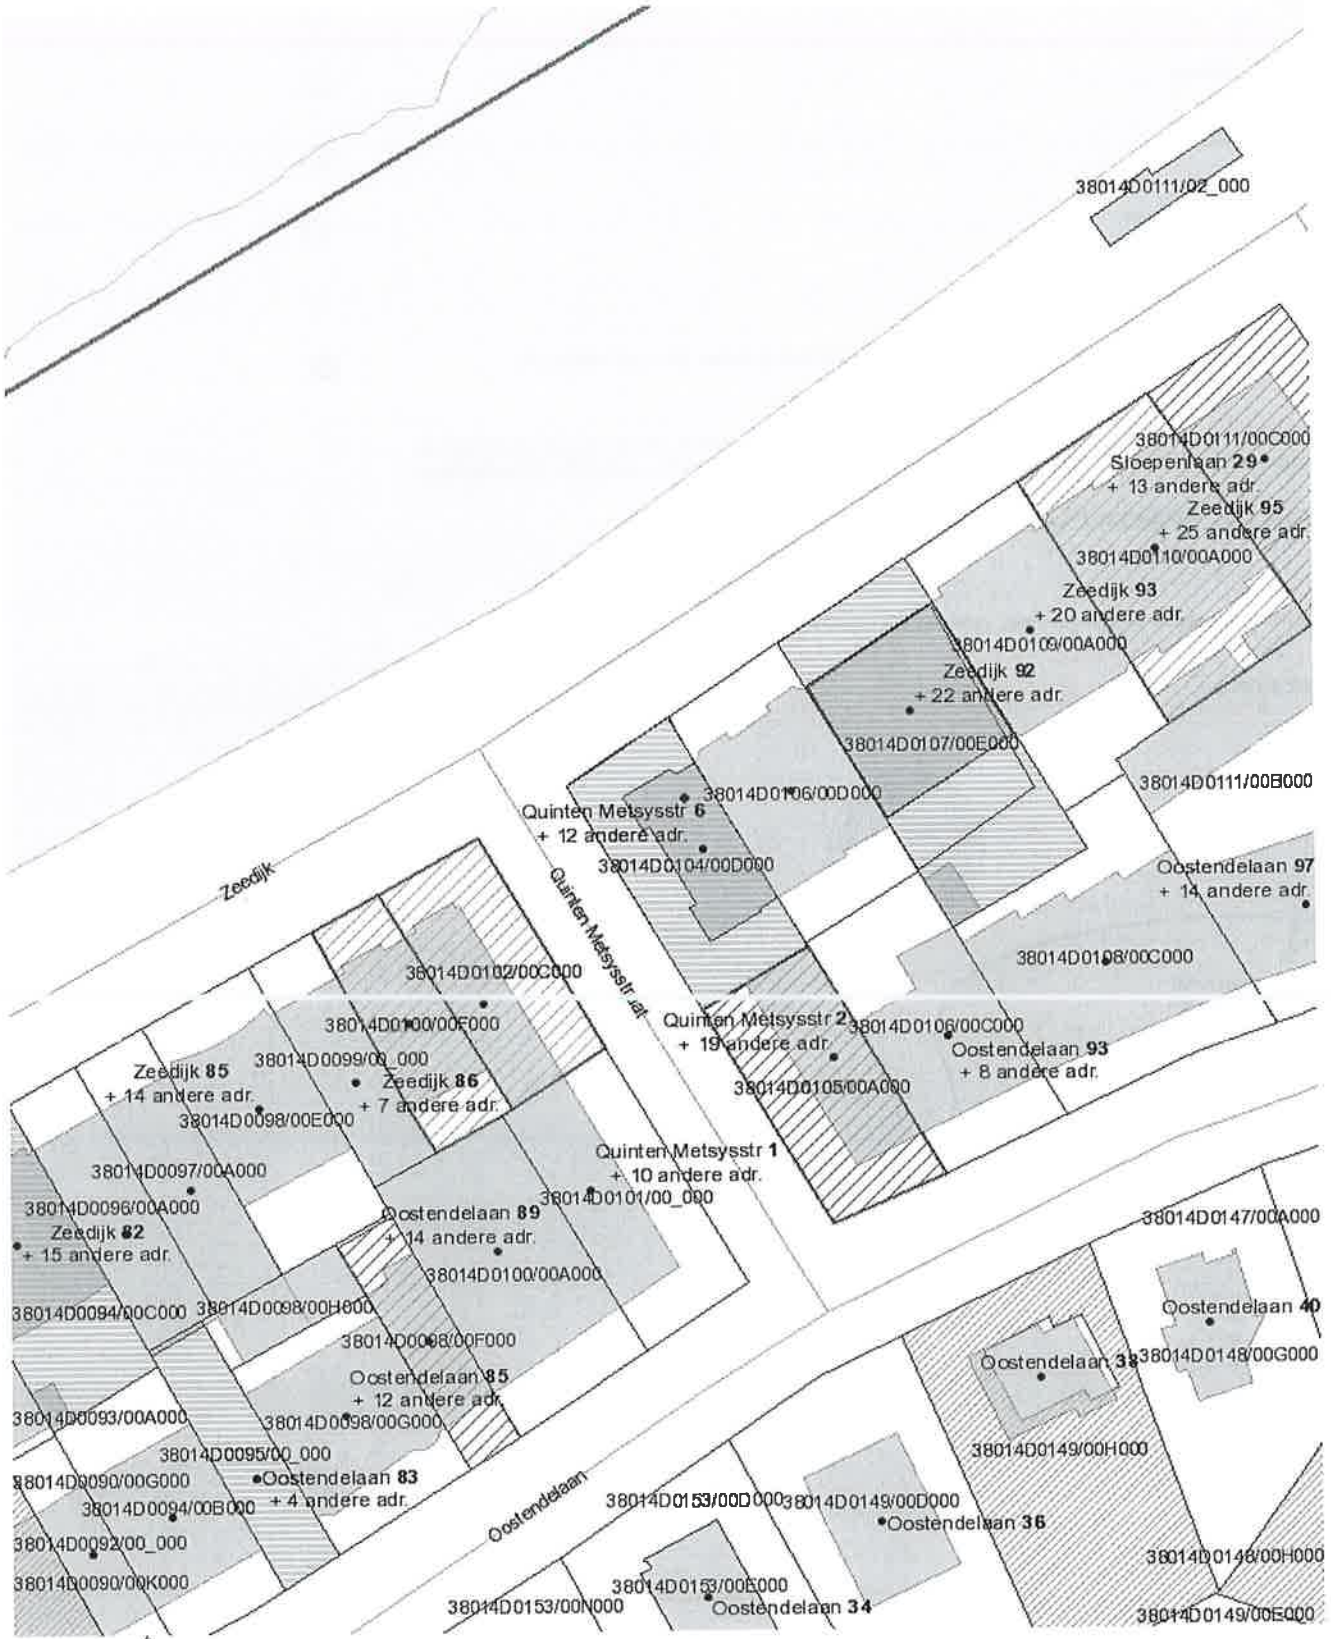 38014D0111/02_000
38014D0111/00C000
Sloepenlaan 29
+ 13 andere adr.
Zeedijk 95
+ 25 andere adr.
38014D0110/00A000
Zeedijk 93
+ 20 andere adr.
38014D0109/00A000
Zeedijk 92
+ 22 andere adr.
38014D0107/00E000
38014D0111/00B000
38014D0106/00D000
Quinten Metsysstr 6
+ 12 andere adr.
38014D0104/00D000
Oostendelaan 97
+ 14 andere adr.
Zeedijk
Quinten Metsysstraat
38014D0108/00C000
38014D0102/00C000
38014D0100/00F000
Quinten Metsysstr 2
+ 19 andere adr.
38014D0106/00C000
Oostendelaan 93
+ 8 andere adr.
38014D0105/00A000
38014D0099/00_000
Zeedijk 85
+ 14 andere adr.
Zeedijk 86
+ 7 andere adr.
38014D0098/00E000
Quinten Metsysstr 1
+ 10 andere adr.
38014D0101/00_000
38014D0097/00A000
38014D0096/00A000
Zeedijk 82
+ 15 andere adr.
Oostendelaan 89
+ 14 andere adr.
38014D0100/00A000
38014D0147/00A000
38014D0094/00C000
38014D0098/00H000
Oostendelaan 40
38014D0098/00F000
Oostendelaan 38
38014D0148/00G000
Oostendelaan 85
+ 12 andere adr.
38014D0093/00A000
38014D0098/00G000
38014D0149/00H000
38014D0095/00_000
Oostendelaan 83
+ 4 andere adr.
38014D0090/00G000
38014D0094/00B000
Oostendelaan
38014D0153/00D000
38014D0149/00D000
Oostendelaan 36
38014D0092/00_000
38014D0148/00H000
38014D0090/00K000
38014D0153/00E000
38014D0153/00N000
Oostendelaan 34
38014D0149/00E000